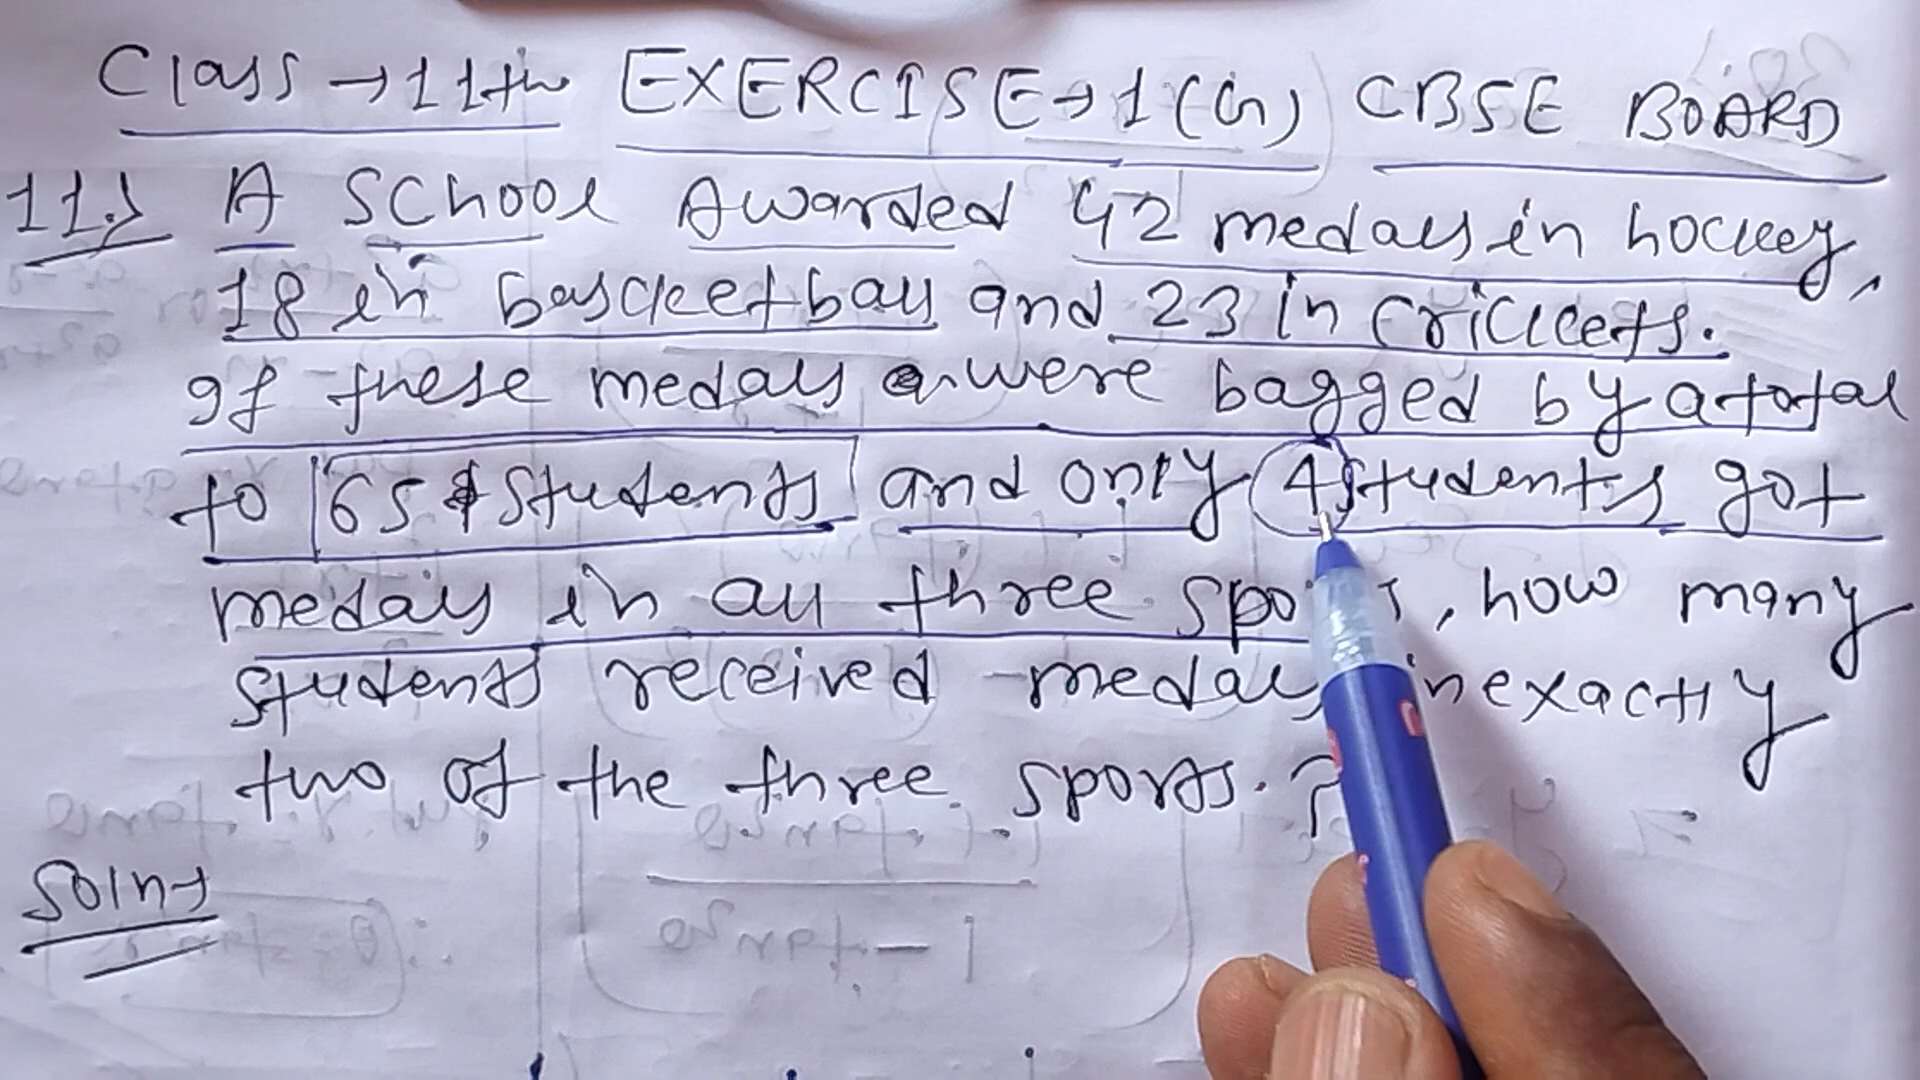 Class → 11th EXERCISE → 1(G) CBSE BOARD
11.) A School Awarded 42 medals in hockey,
18 in bascketball and 23 in Crickets.
If these medals were bagged by a total
to 65 Students and only 4 students got
medals in all three spo , how many
students received medals in exactly
two of the three sports. ?
Soln →